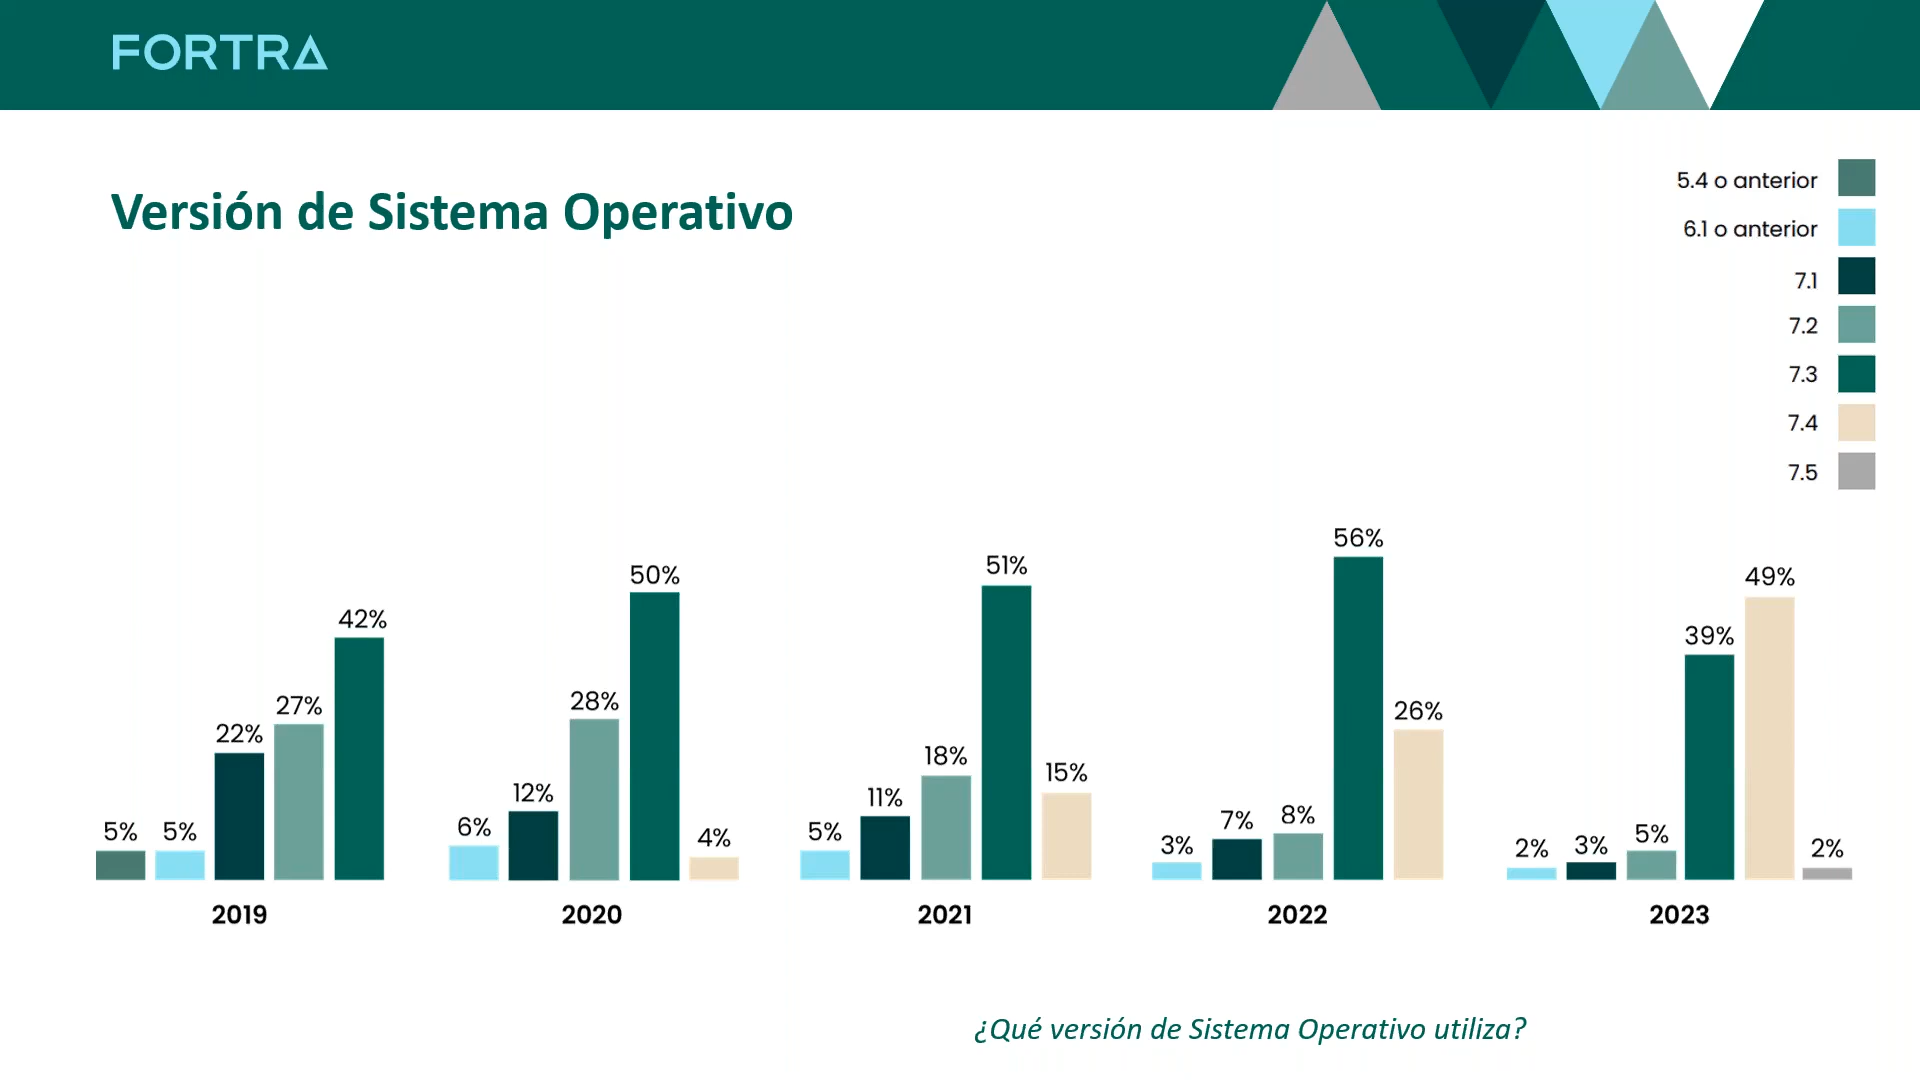 FORTRA
Versión de Sistema Operativo
5.4 o anterior
6.1 o anterior
7.1
7.2
7.3
7.4
7.5
5% 5% 22% 27% 42%
6% 12% 28% 50% 4%
5% 11% 18% 51% 15%
3% 7% 8% 56% 26%
2% 3% 5% 39% 49% 2%
2019 2020 2021 2022 2023
¿Qué versión de Sistema Operativo utiliza?